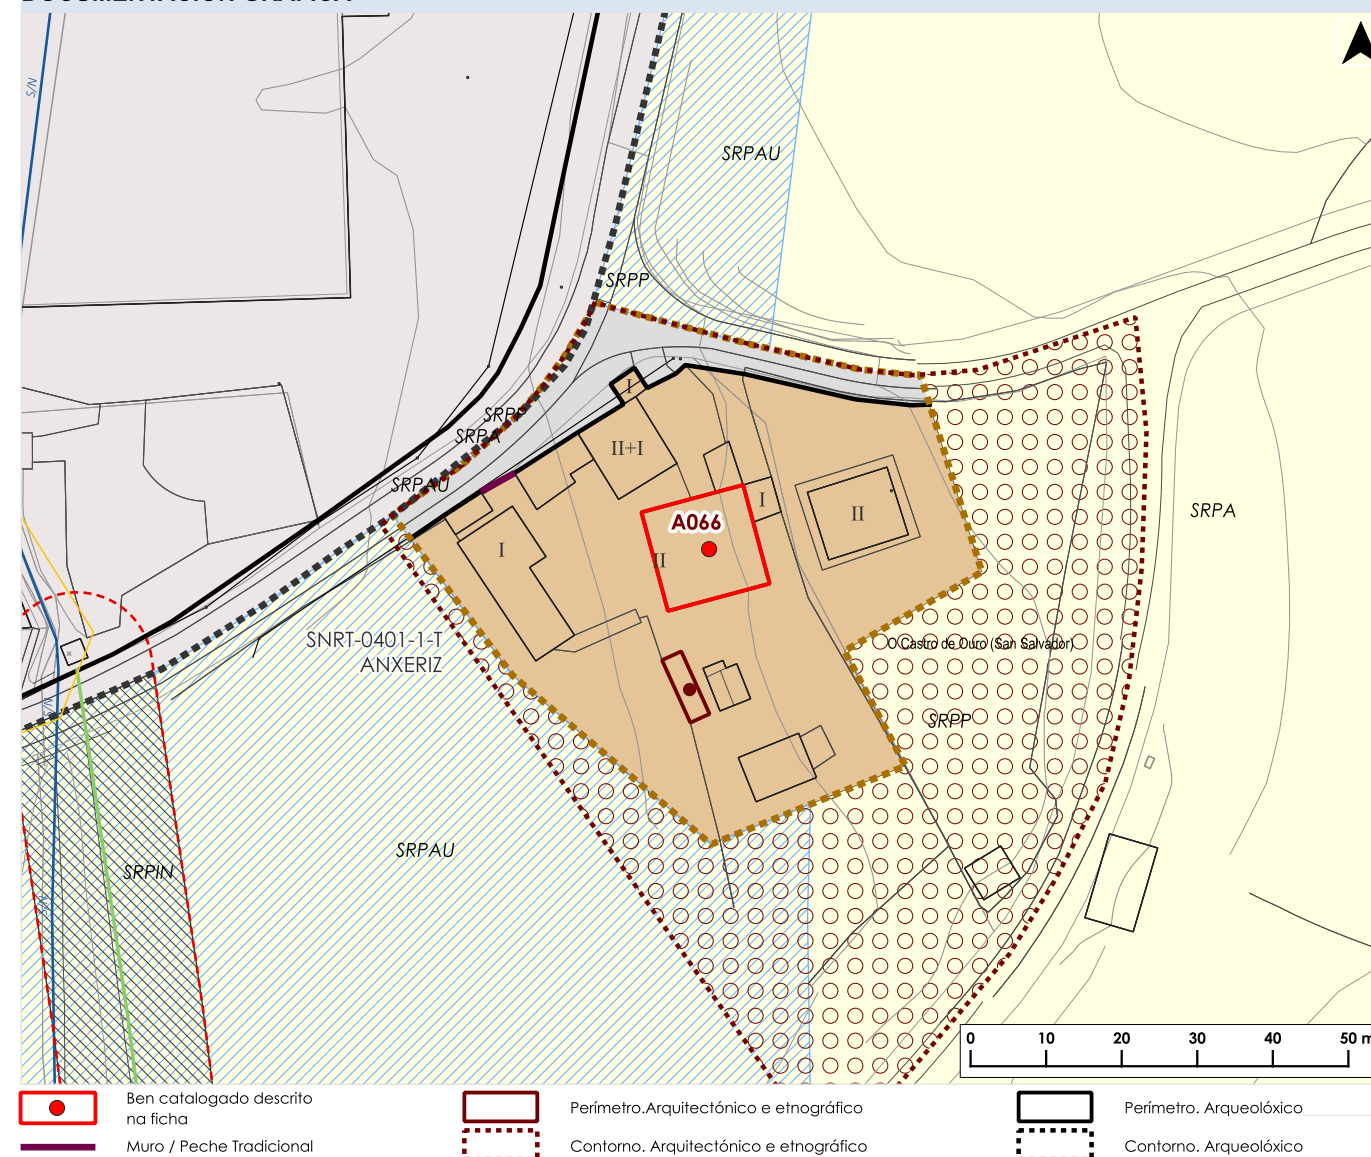 DOCUMENTACIÓN GRÁFICA
S/N
SRPAU
SRPP
I
SRPP
SRPA
II+I
SRPAU
I
II
SRPA
A066
I
II
SNRT-0401-1-T
ANXERIZ
O Castro de Ouro (San Salvador)
S/N
SRPP
SRPAU
SRPIN
S/N
0 10 20 30 40 50 m
Ben catalogado descrito
na ficha
Perímetro.Arquitectónico e etnográfico
Perímetro. Arqueolóxico
Muro / Peche Tradicional
Contorno. Arquitectónico e etnográfico
Contorno. Arqueolóxico